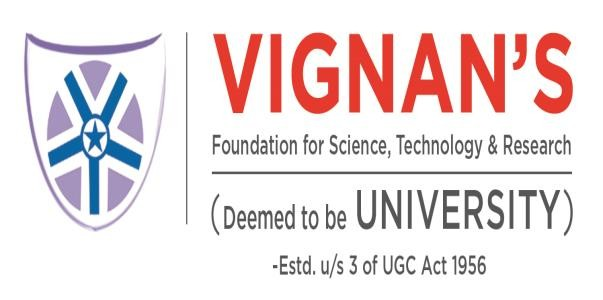 VIGNAN'S
Foundation for Science, Technology & Research
(Deemed to be UNIVERSITY)
-Estd. u/s 3 of UGC Act 1956